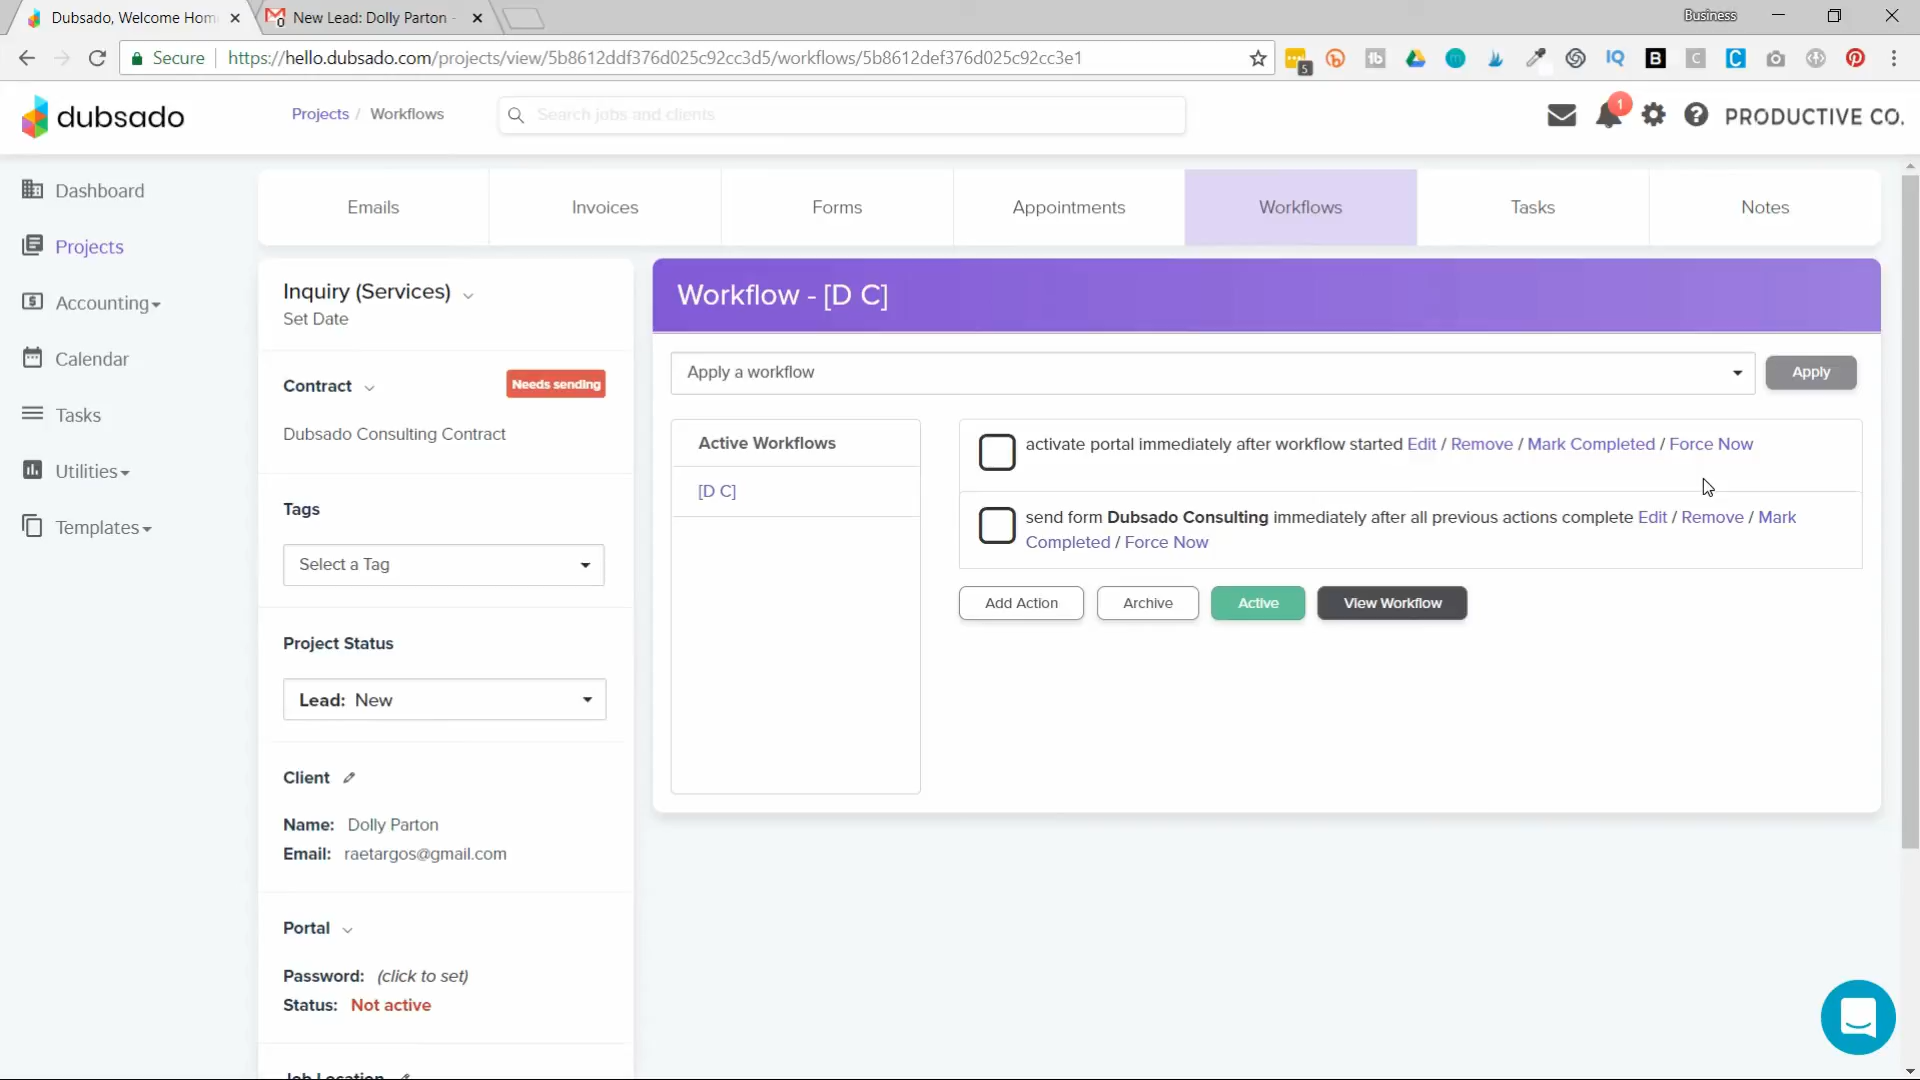 Dubsado, Welcome Hom
New Lead: Dolly Parton -
Business
Secure
https://hello.dubsado.com/projects/view/5b8612ddf376d025c92cc3d5/workflows/5b8612def376d025c92cc3e1
5
IQ
B
C
C
dubsado
Projects / Workflows
Search jobs and clients
1
PRODUCTIVE CO.
Dashboard
Projects
Accounting
Calendar
Tasks
Utilities
Templates
Emails
Invoices
Forms
Appointments
Workflows
Tasks
Notes
Inquiry (Services)
Set Date
Contract
Needs sending
Dubsado Consulting Contract
Tags
Select a Tag
Project Status
Lead: New
Client
Name: Dolly Parton
Email: raetargos@gmail.com
Portal
Password: (click to set)
Status: Not active
Job Location
Workflow - [D C]
Apply a workflow
Apply
Active Workflows
[D C]
activate portal immediately after workflow started Edit / Remove / Mark Completed / Force Now
send form Dubsado Consulting immediately after all previous actions complete Edit / Remove / Mark
Completed / Force Now
Add Action
Archive
Active
View Workflow